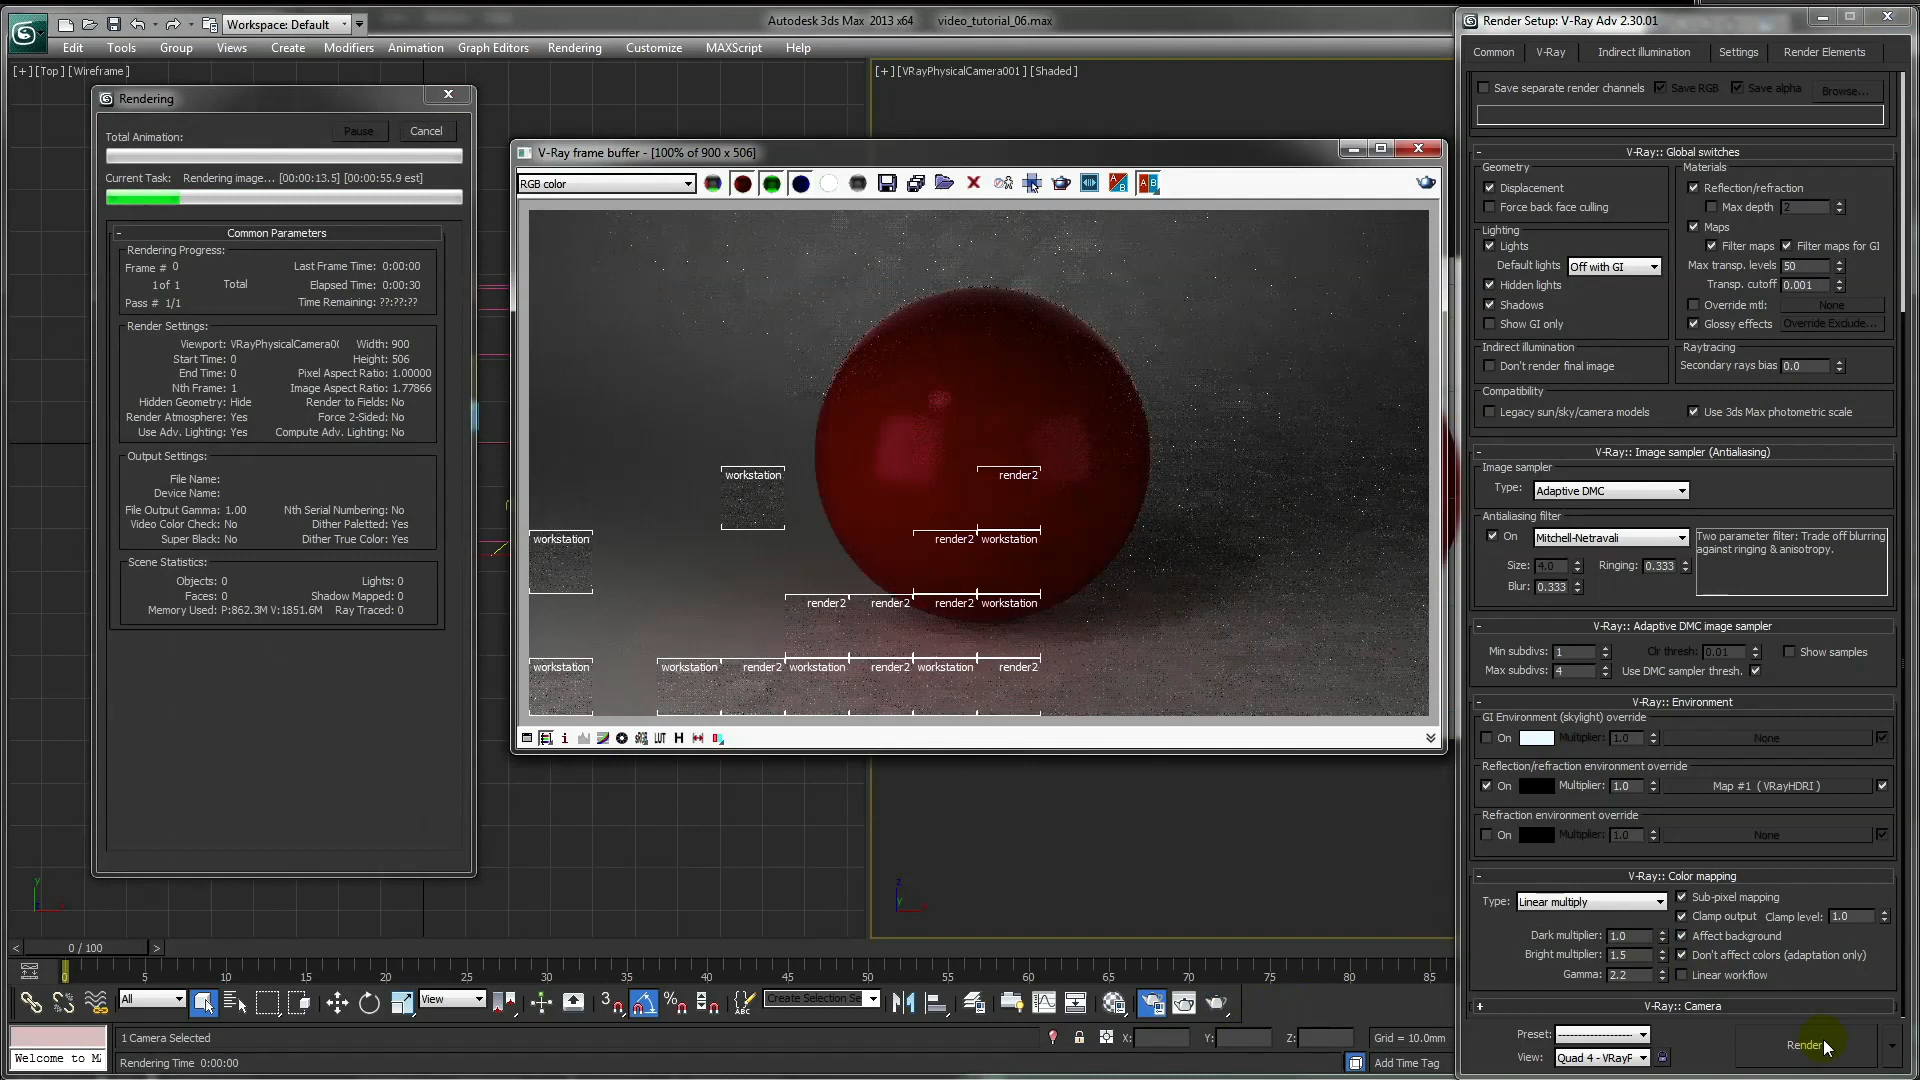 Workspace: Default
Autodesk 3ds Max 2013 x64 video_tutorial_06.max
Edit Tools Group Views Create Modifiers Animation Graph Editors Rendering Customize MAXScript Help
[+] [Top] [Wireframe]
[+] [VRayPhysicalCamera001] [Shaded]
Rendering
Total Animation:
Pause Cancel
Current Task: Rendering image... [00:00:13.5] [00:00:55.9 est]
- Common Parameters
Rendering Progress:
Frame # 0 Last Frame Time: 0:00:00
1 of 1 Total Elapsed Time: 0:00:30
Pass # 1/1 Time Remaining: ??:??:??
Render Settings:
Viewport: VRayPhysicalCamera0( Width: 900
Start Time: 0 Height: 506
End Time: 0 Pixel Aspect Ratio: 1.00000
Nth Frame: 1 Image Aspect Ratio: 1.77866
Hidden Geometry: Hide Render to Fields: No
Render Atmosphere: Yes Force 2-Sided: No
Use Adv. Lighting: Yes Compute Adv. Lighting: No
Output Settings:
File Name:
Device Name:
File Output Gamma: 1.00 Nth Serial Numbering: No
Video Color Check: No Dither Paletted: Yes
Super Black: No Dither True Color: Yes
Scene Statistics:
Objects: 0 Lights: 0
Faces: 0 Shadow Mapped: 0
Memory Used: P:862.3M V:1851.6M Ray Traced: 0
V-Ray frame buffer - [100% of 900 x 506]
RGB color
workstation render2
workstation render2 workstation
render2 render2 render2 workstation
workstation workstation render2 workstation render2 workstation render2
sRGB LUT H
Render Setup: V-Ray Adv 2.30.01
Common V-Ray Indirect illumination Settings Render Elements
Save separate render channels Save RGB Save alpha Browse...
- V-Ray:: Global switches
Geometry
Displacement
Force back face culling
Lighting
Lights
Default lights Off with GI
Hidden lights
Shadows
Show GI only
Indirect illumination
Don't render final image
Materials
Reflection/refraction
Max depth 2
Maps
Filter maps Filter maps for GI
Max transp. levels 50
Transp. cutoff 0.001
Override mtl: None
Glossy effects Override Exclude...
Raytracing
Secondary rays bias 0.0
Compatibility
Legacy sun/sky/camera models Use 3ds Max photometric scale
- V-Ray:: Image sampler (Antialiasing)
Image sampler
Type: Adaptive DMC
Antialiasing filter
On Mitchell-Netravali
Size: 4.0 Ringing: 0.333
Blur: 0.333
Two parameter filter: Trade off blurring
against ringing & anisotropy.
- V-Ray:: Adaptive DMC image sampler
Min subdivs: 1 Clr thresh: 0.01 Show samples
Max subdivs: 4 Use DMC sampler thresh.
- V-Ray:: Environment
GI Environment (skylight) override
On Multiplier: 1.0 None
Reflection/refraction environment override
On Multiplier: 1.0 Map #1 ( VRayHDRI )
Refraction environment override
On Multiplier: 1.0 None
- V-Ray:: Color mapping
Type: Linear multiply Sub-pixel mapping
Clamp output Clamp level: 1.0
Dark multiplier: 1.0 Affect background
Bright multiplier: 1.5 Don't affect colors (adaptation only)
Gamma: 2.2 Linear workflow
+ V-Ray:: Camera
Preset: --------------------
View: Quad 4 - VRayP
Render
< 0 / 100 >
0 5 10 15 20 25 30 35 40 45 50 55 60 65 70 75 80 85
All View Create Selection Se
1 Camera Selected X: Y: Z: Grid = 10.0mm
Welcome to M Rendering Time 0:00:00 Add Time Tag